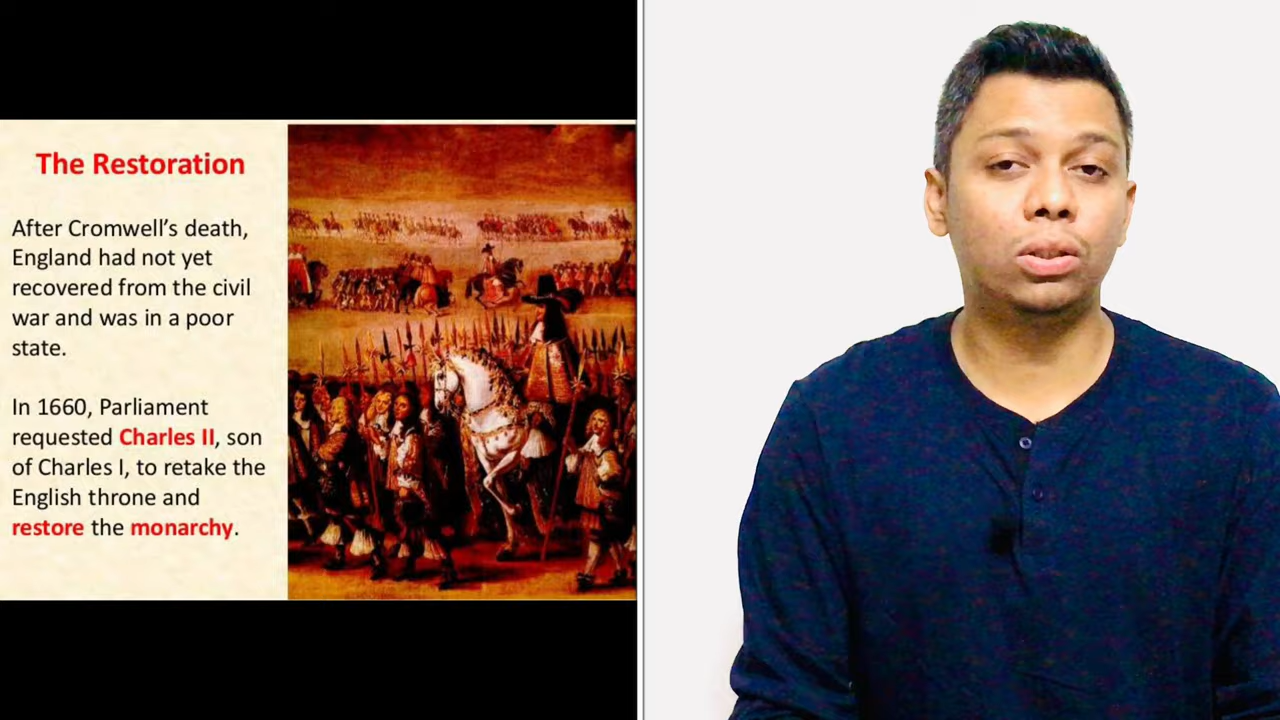 The Restoration
After Cromwell’s death,
England had not yet
recovered from the civil
war and was in a poor
state.
In 1660, Parliament
requested Charles II, son
of Charles I, to retake the
English throne and
restore the monarchy.